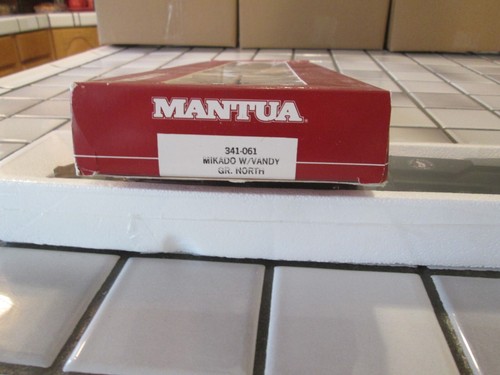 MANTUA
341-061
MIKADO W/VANDY
GR. NORTH